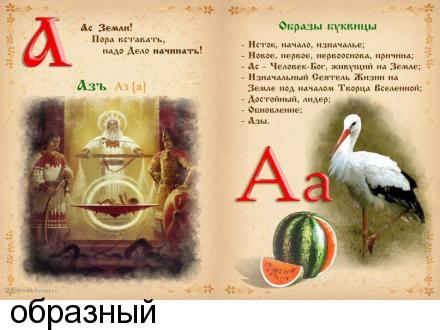 А
Ас Земли!
Пора вставать,
надо Дело начинать!
Азъ Аз [а]
Образы буквицы
- Исток, начало, изначалье;
- Новое, первое, первооснова, причина;
- Ас - Человек-Бог, живущий на Земле;
- Изначальный Сеятель Жизни на
Земле под началом Творца Вселенной;
- Достойный, лидер;
- Обновление;
- Азы.
Аа
образный